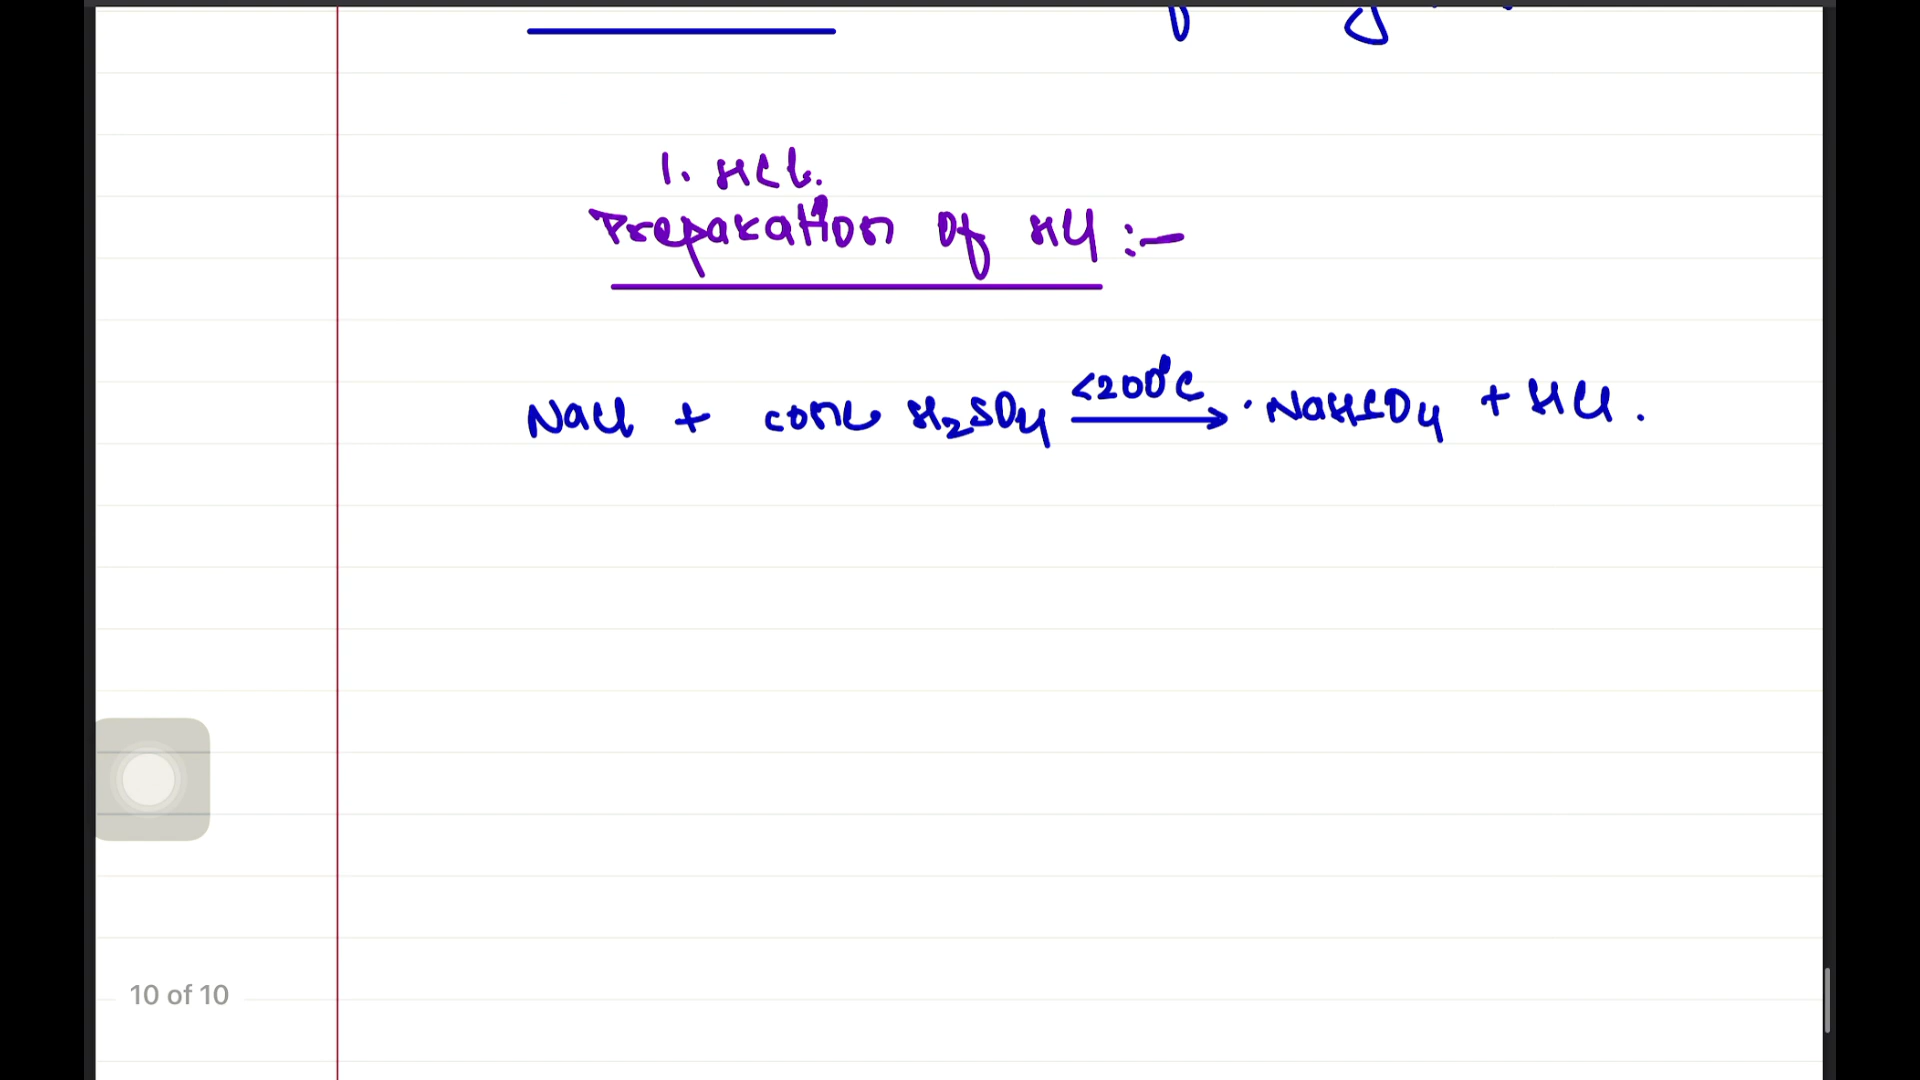 1. HCl.
Preparation of HCl :-
NaCl + conc H₂SO₄ <200°C → NaHSO₄ + HCl.
10 of 10